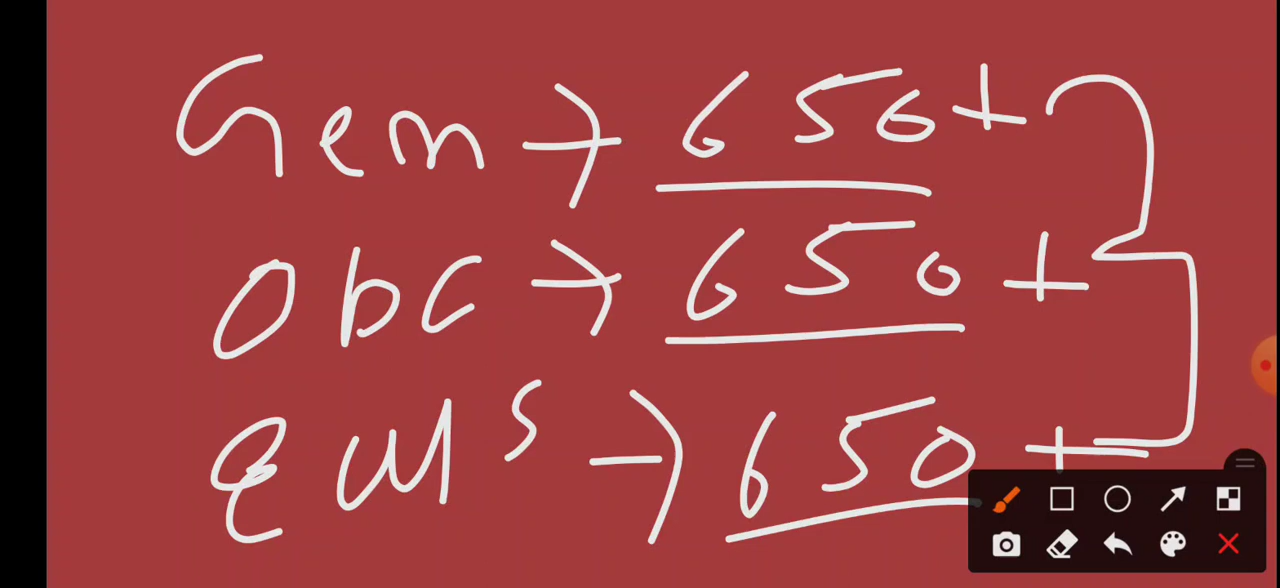 Gen → 650+
Obc → 650+
ews → 650+